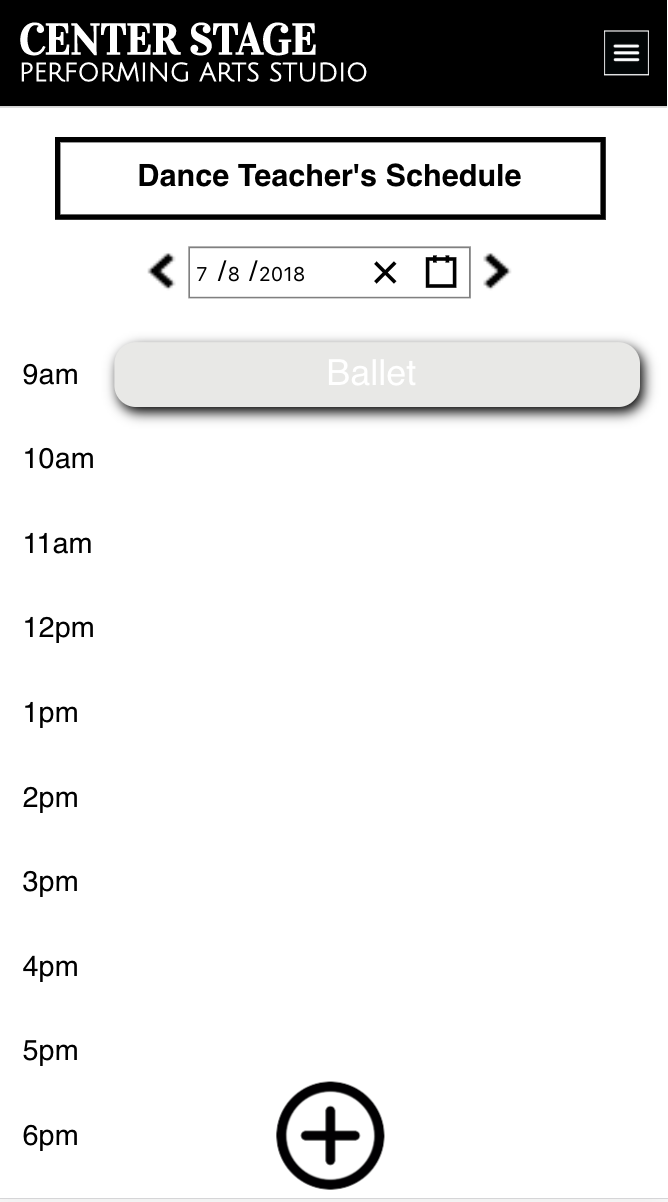 CENTER STAGE
PERFORMING ARTS STUDIO
Dance Teacher's Schedule
7 /8 /2018
9am Ballet
10am
11am
12pm
1pm
2pm
3pm
4pm
5pm
6pm